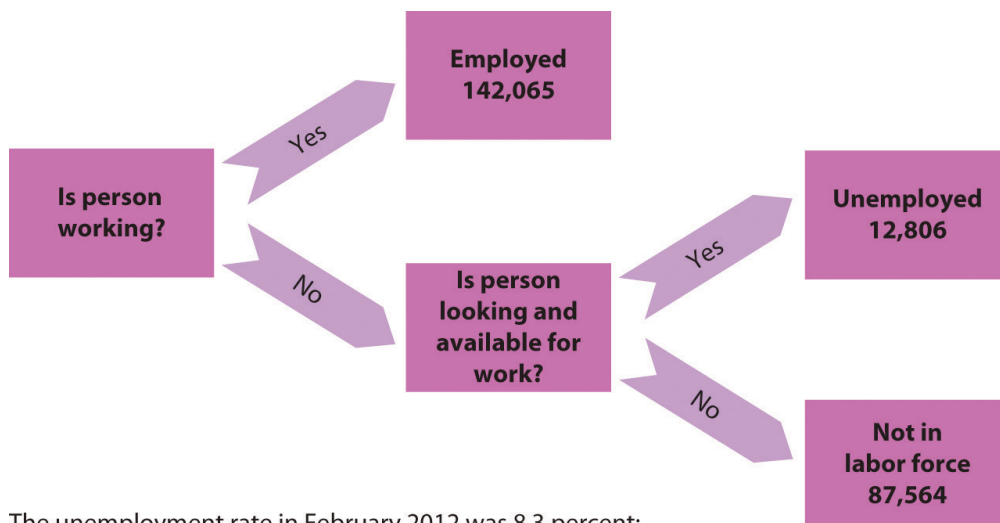 Employed
142,065
Yes
Is person
working?
No
Is person
looking and
available for
work?
Yes
Unemployed
12,806
No
Not in
labor force
87,564
The unemployment rate in February 2012 was 8.3 percent: